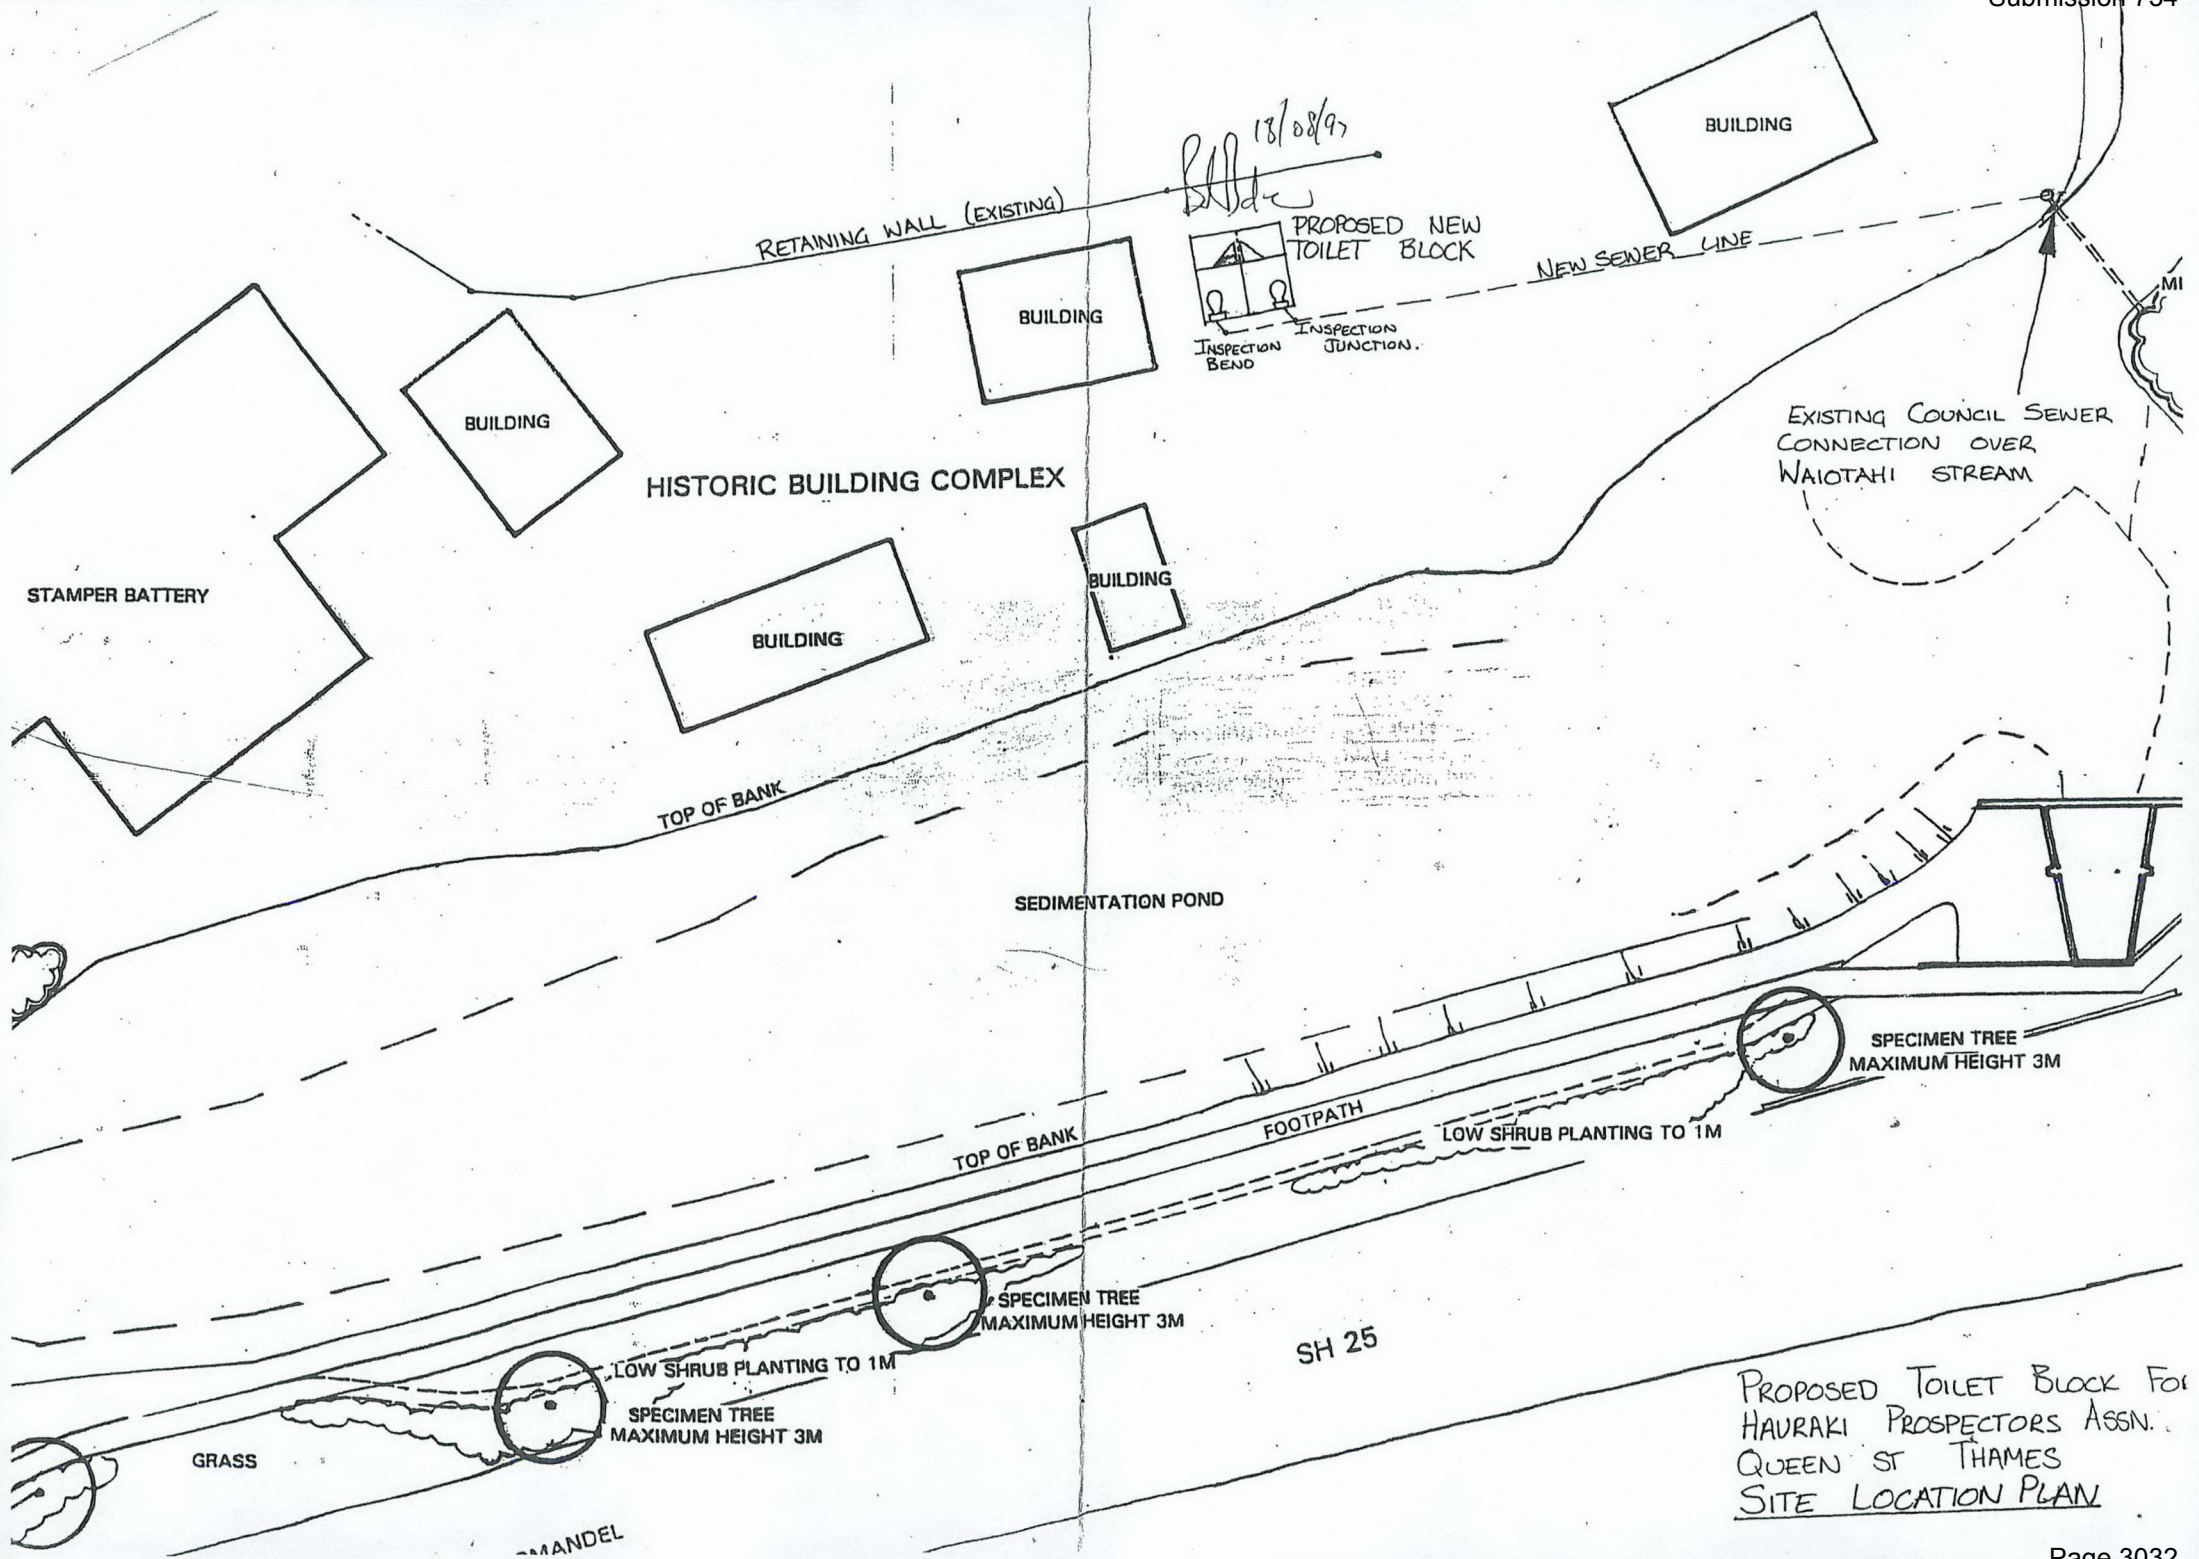 Submission 754
BUILDING
18/08/97
RETAINING WALL (EXISTING)
PROPOSED NEW
TOILET BLOCK
NEW SEWER LINE
BUILDING
INSPECTION
JUNCTION.
INSPECTION
BEND
MI
BUILDING
EXISTING COUNCIL SEWER
CONNECTION OVER
WAIOTAHI STREAM
HISTORIC BUILDING COMPLEX
STAMPER BATTERY
BUILDING
BUILDING
TOP OF BANK
SEDIMENTATION POND
SPECIMEN TREE
MAXIMUM HEIGHT 3M
FOOTPATH
LOW SHRUB PLANTING TO 1M
TOP OF BANK
SPECIMEN TREE
MAXIMUM HEIGHT 3M
SH 25
LOW SHRUB PLANTING TO 1M
SPECIMEN TREE
MAXIMUM HEIGHT 3M
GRASS
MANDEL
PROPOSED TOILET BLOCK FOR
HAURAKI PROSPECTORS ASSN.
QUEEN ST THAMES
SITE LOCATION PLAN
Page 3032